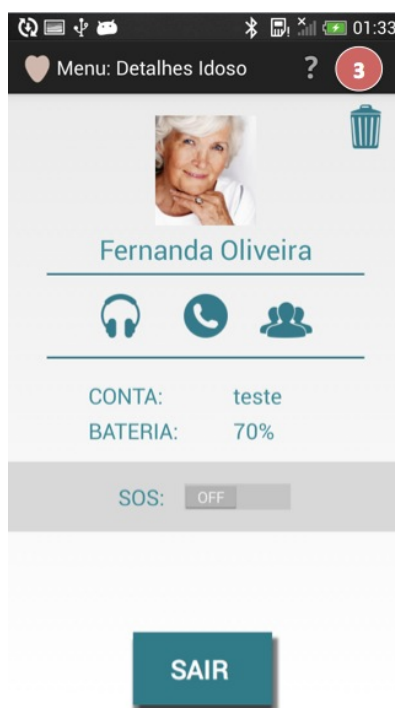 01:33
Menu: Detalhes Idoso ? 3
Fernanda Oliveira
CONTA: teste
BATERIA: 70%
SOS: OFF
SAIR